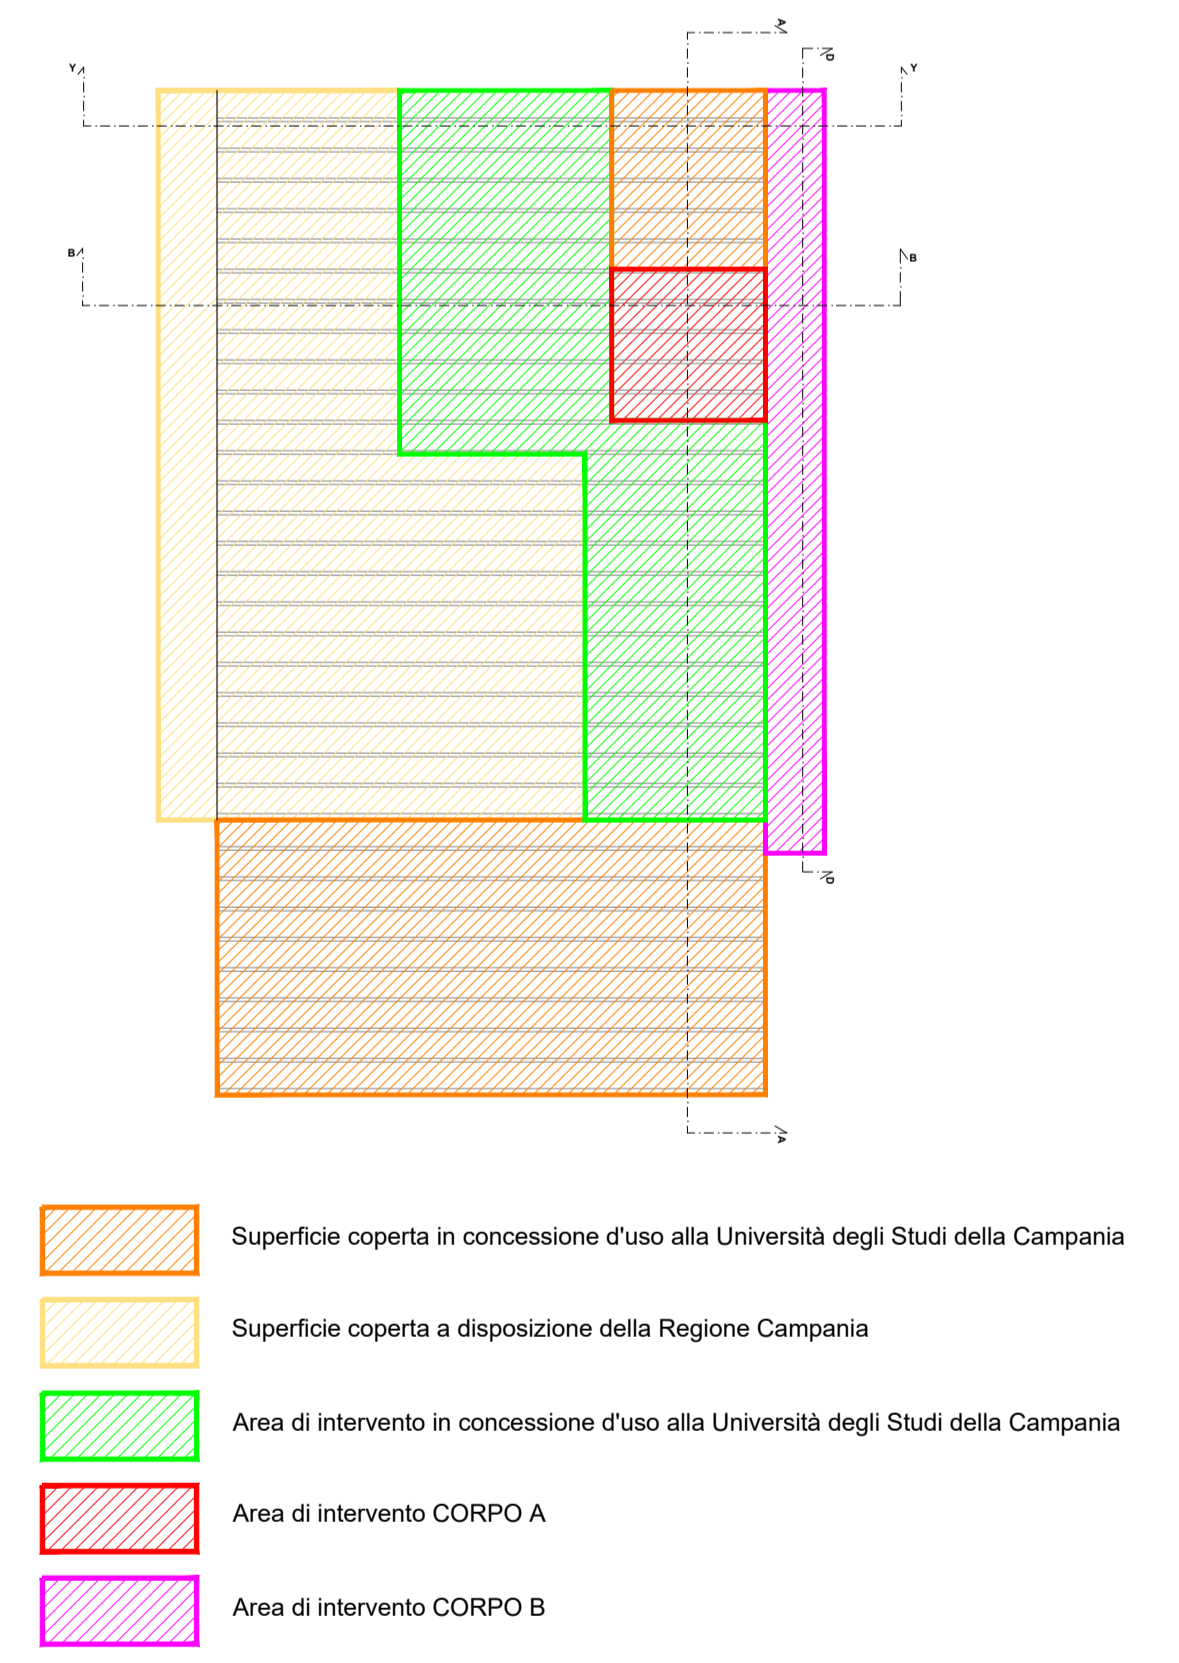 A
D
Y Y
B B
D
A
Superficie coperta in concessione d'uso alla Università degli Studi della Campania
Superficie coperta a disposizione della Regione Campania
Area di intervento in concessione d'uso alla Università degli Studi della Campania
Area di intervento CORPO A
Area di intervento CORPO B